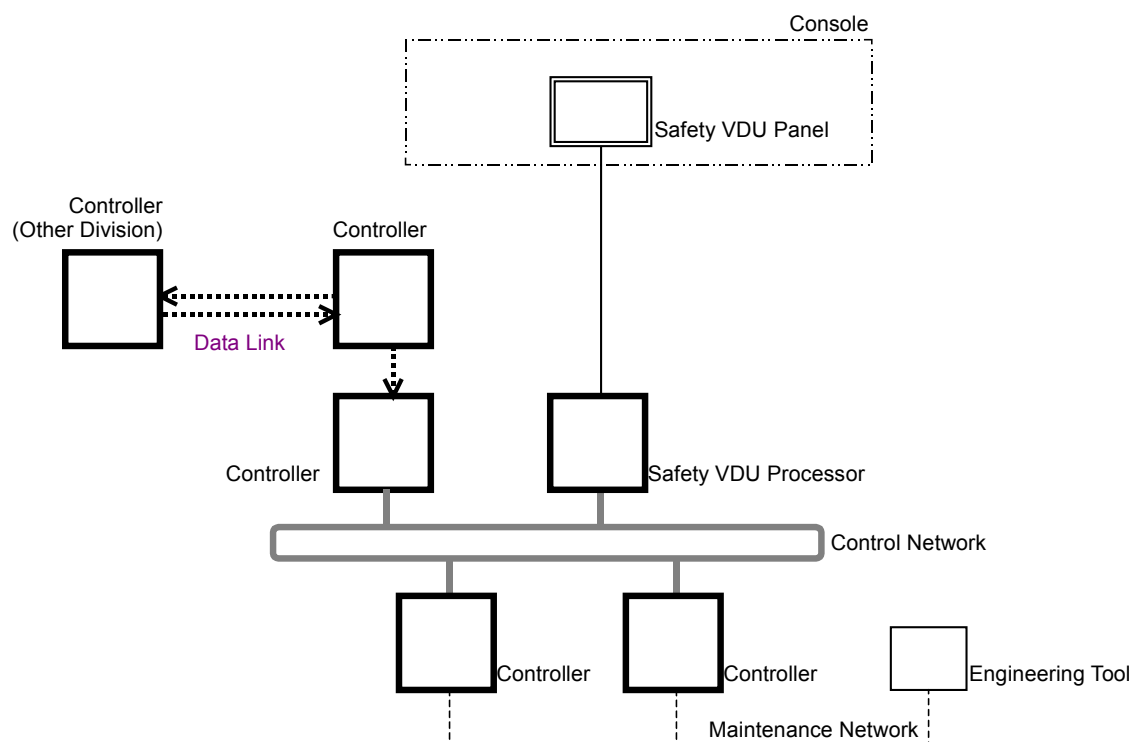 Console
Safety VDU Panel
Controller
(Other Division)
Controller
Data Link
Controller
Safety VDU Processor
Control Network
Controller
Controller
Engineering Tool
Maintenance Network